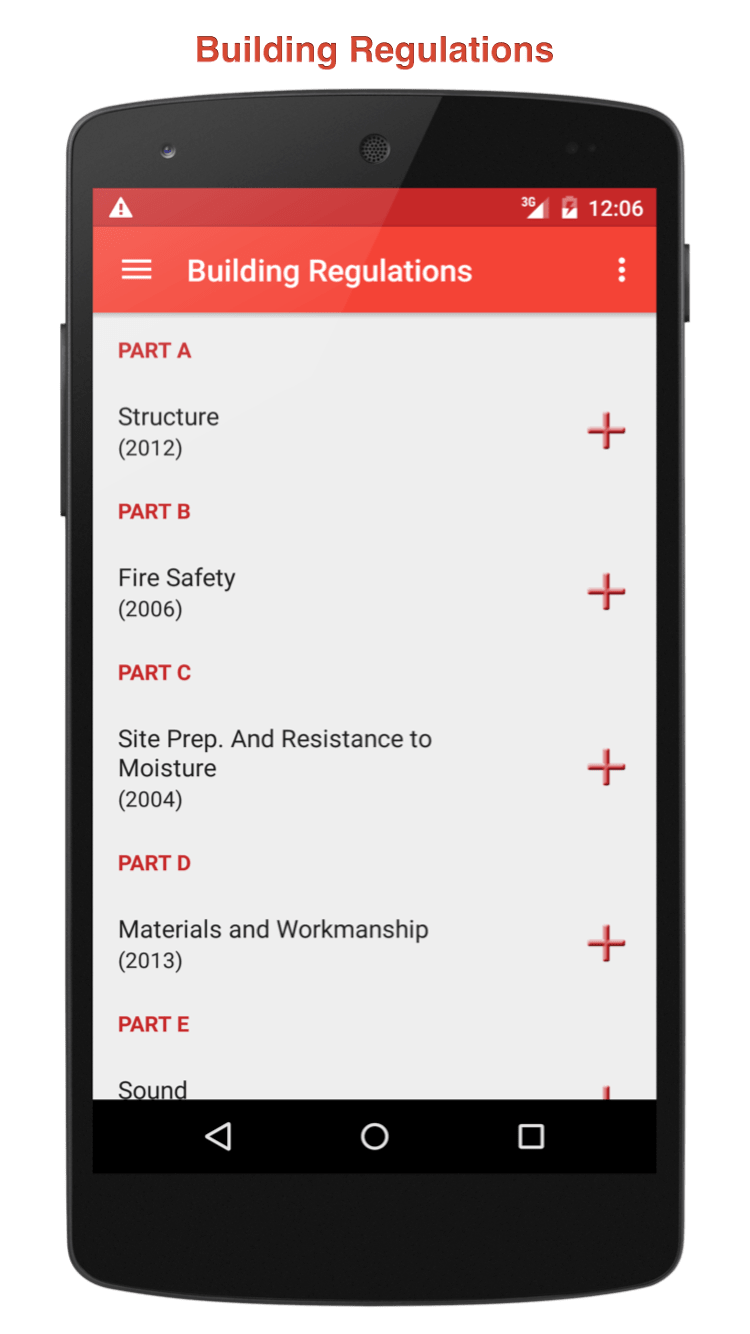 Building Regulations
3G 12:06
Building Regulations
PART A
Structure
(2012)
PART B
Fire Safety
(2006)
PART C
Site Prep. And Resistance to
Moisture
(2004)
PART D
Materials and Workmanship
(2013)
PART E
Sound